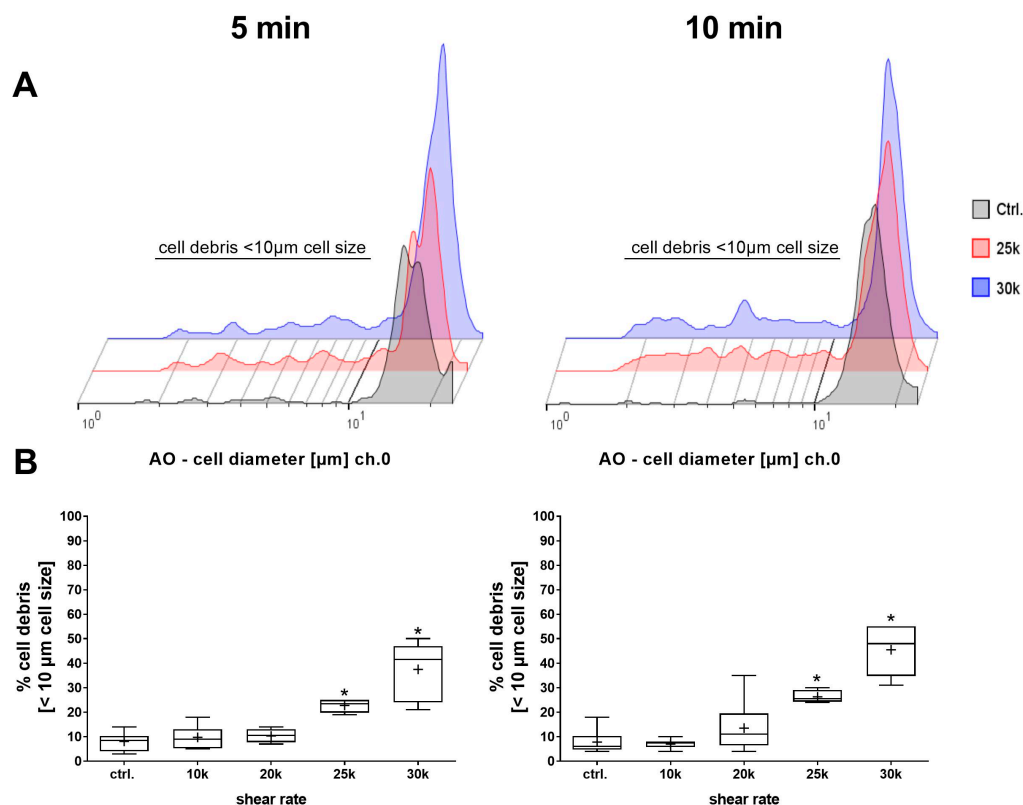 5 min
10 min
A
cell debris <10µm cell size
cell debris <10µm cell size
Ctrl.
25k
30k
10⁰
10¹
10⁰
10¹
AO - cell diameter [µm] ch.0
AO - cell diameter [µm] ch.0
B
% cell debris
[< 10 µm cell size]
100
90
80
70
60
50
40
30
20
10
0
*
*
ctrl.
10k
20k
25k
30k
shear rate
% cell debris
[< 10 µm cell size]
100
90
80
70
60
50
40
30
20
10
0
*
*
ctrl.
10k
20k
25k
30k
shear rate